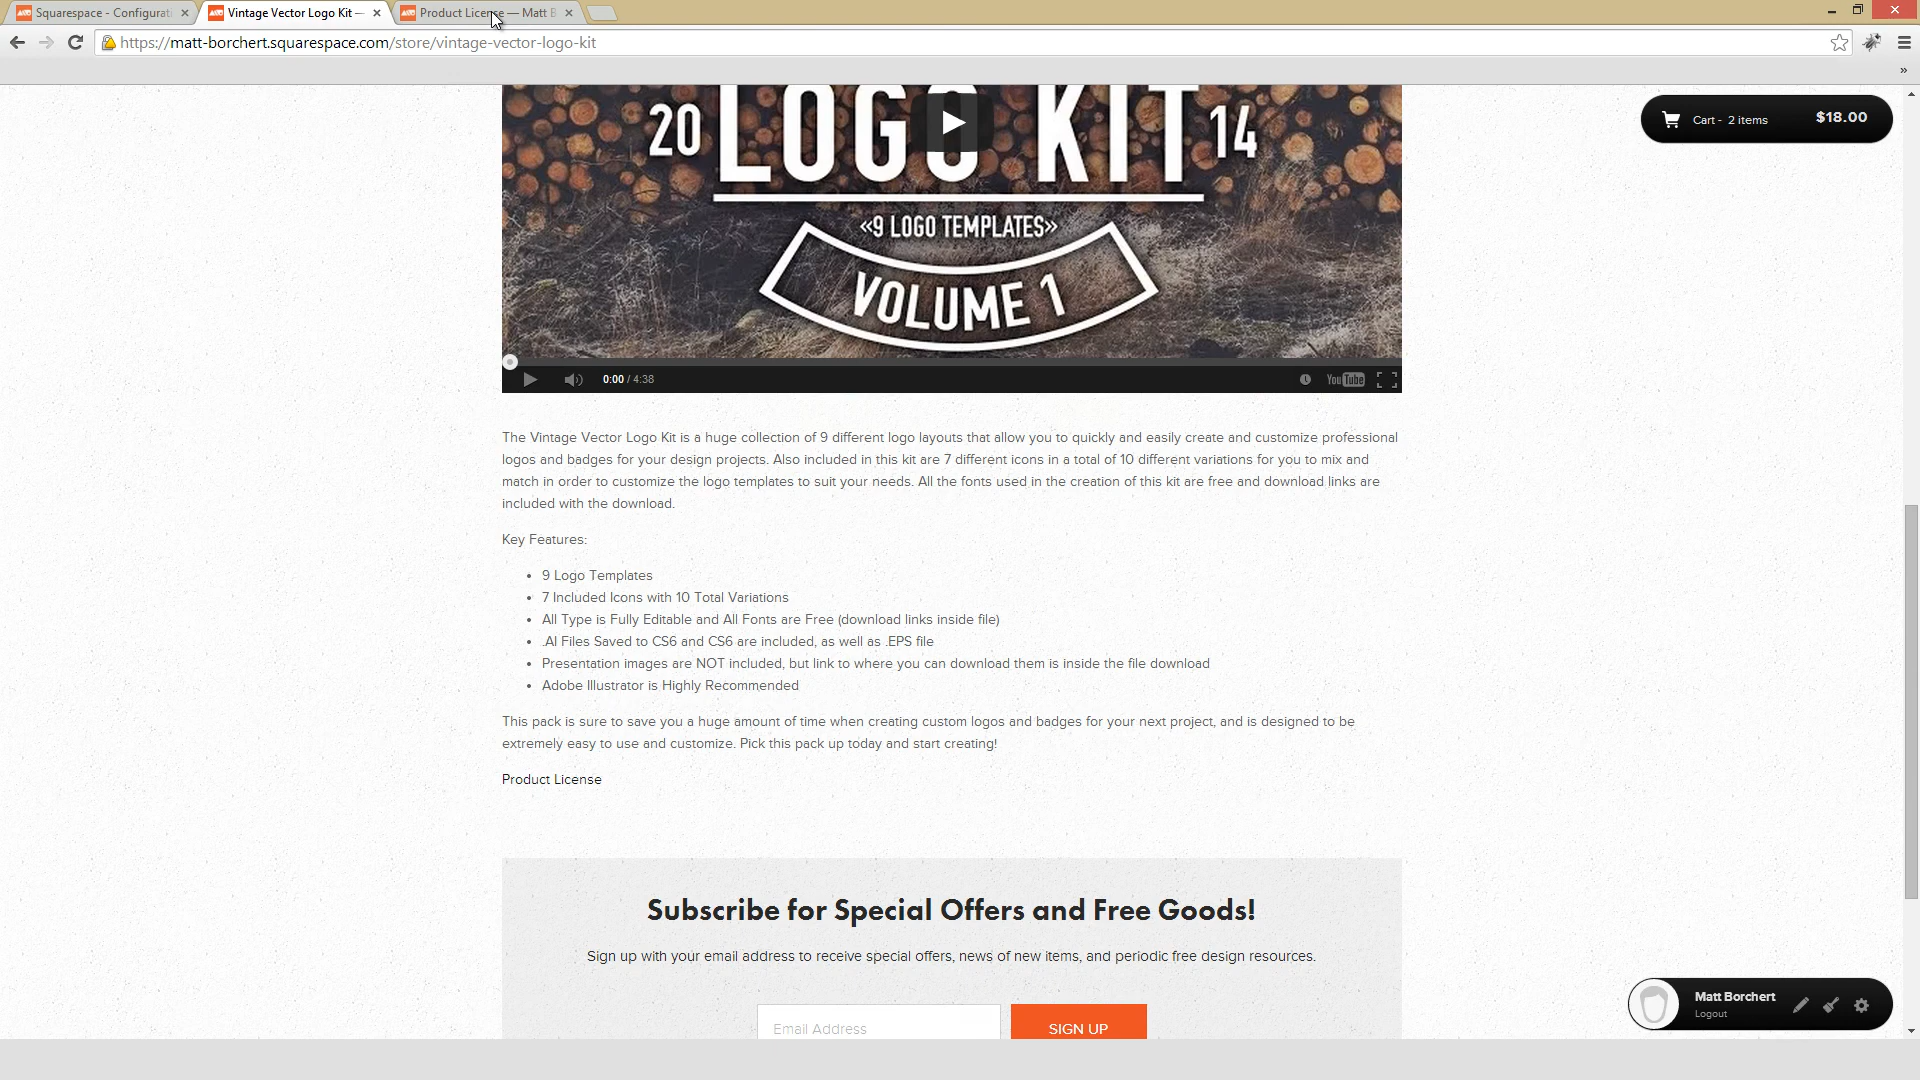 Squarespace - Configurati
Vintage Vector Logo Kit —
Product License — Matt B
https://matt-borchert.squarespace.com/store/vintage-vector-logo-kit
»
20 LOGO KIT 14
«9 LOGO TEMPLATES»
VOLUME 1
Cart - 2 items $18.00
0:00 / 4:38
YouTube
The Vintage Vector Logo Kit is a huge collection of 9 different logo layouts that allow you to quickly and easily create and customize professional
logos and badges for your design projects. Also included in this kit are 7 different icons in a total of 10 different variations for you to mix and
match in order to customize the logo templates to suit your needs. All the fonts used in the creation of this kit are free and download links are
included with the download.
Key Features:
• 9 Logo Templates
• 7 Included Icons with 10 Total Variations
• All Type is Fully Editable and All Fonts are Free (download links inside file)
• .AI Files Saved to CS6 and CS6 are included, as well as .EPS file
• Presentation images are NOT included, but link to where you can download them is inside the file download
• Adobe Illustrator is Highly Recommended
This pack is sure to save you a huge amount of time when creating custom logos and badges for your next project, and is designed to be
extremely easy to use and customize. Pick this pack up today and start creating!
Product License
Subscribe for Special Offers and Free Goods!
Sign up with your email address to receive special offers, news of new items, and periodic free design resources.
Email Address
SIGN UP
Matt Borchert
Logout